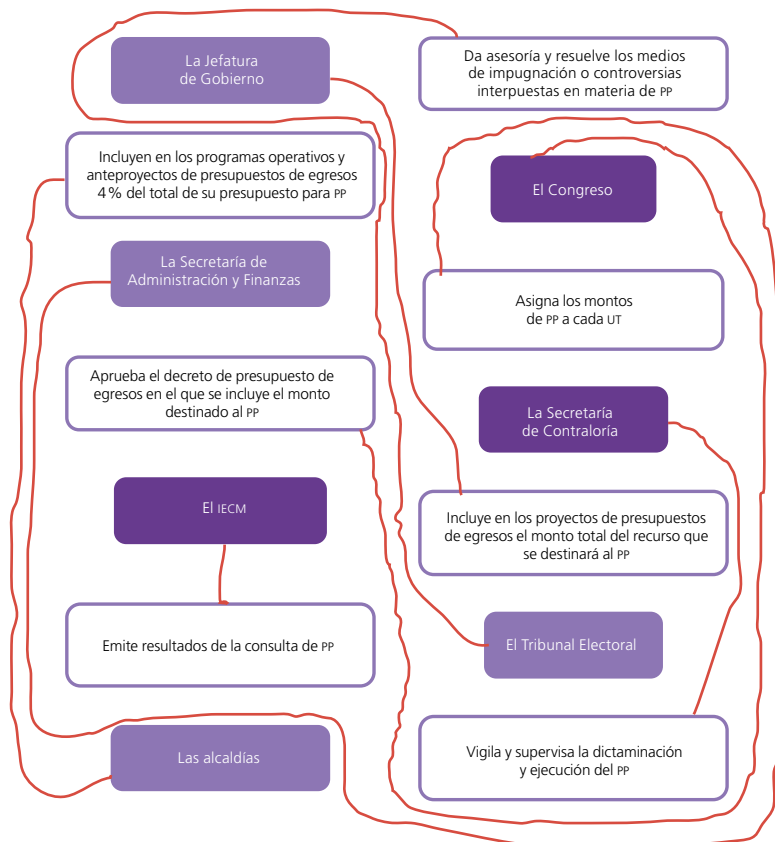 La Jefatura
de Gobierno
Da asesoría y resuelve los medios
de impugnación o controversias
interpuestas en materia de PP
Incluyen en los programas operativos y
anteproyectos de presupuestos de egresos
4 % del total de su presupuesto para PP
El Congreso
La Secretaría de
Administración y Finanzas
Asigna los montos
de PP a cada UT
Aprueba el decreto de presupuesto de
egresos en el que se incluye el monto
destinado al PP
La Secretaría
de Contraloría
El IECM
Incluye en los proyectos de presupuestos
de egresos el monto total del recurso que
se destinará al PP
Emite resultados de la consulta de PP
El Tribunal Electoral
Las alcaldías
Vigila y supervisa la dictaminación
y ejecución del PP